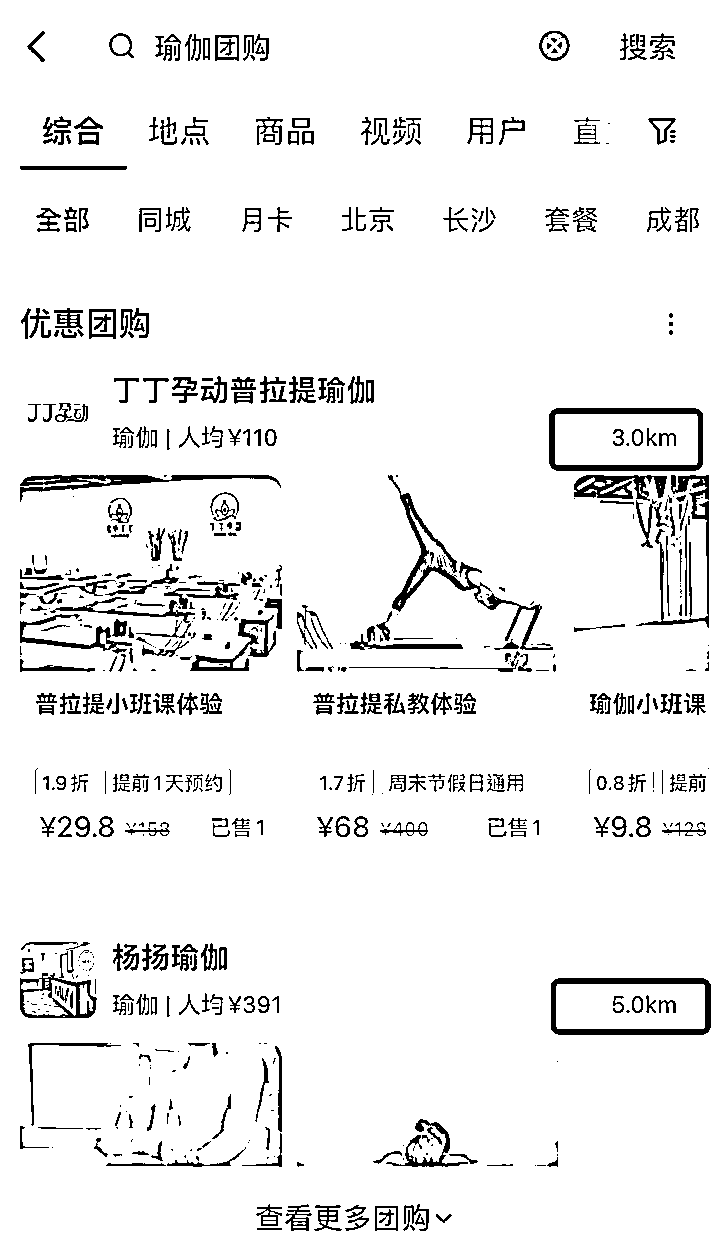 瑜伽团购 搜索
综合 地点 商品 视频 用户 直
全部 同城 月卡 北京 长沙 套餐 成都
优惠团购
丁丁孕动普拉提瑜伽
丁丁孕动
瑜伽 | 人均 ¥110 3.0km
普拉提小班课体验 普拉提私教体验 瑜伽小班课
1.9折 提前1天预约 1.7折 周末节假日通用 0.8折 提前
¥29.8 ¥158 已售1 ¥68 ¥400 已售1 ¥9.8 ¥128
杨扬瑜伽
瑜伽 | 人均 ¥391 5.0km
查看更多团购